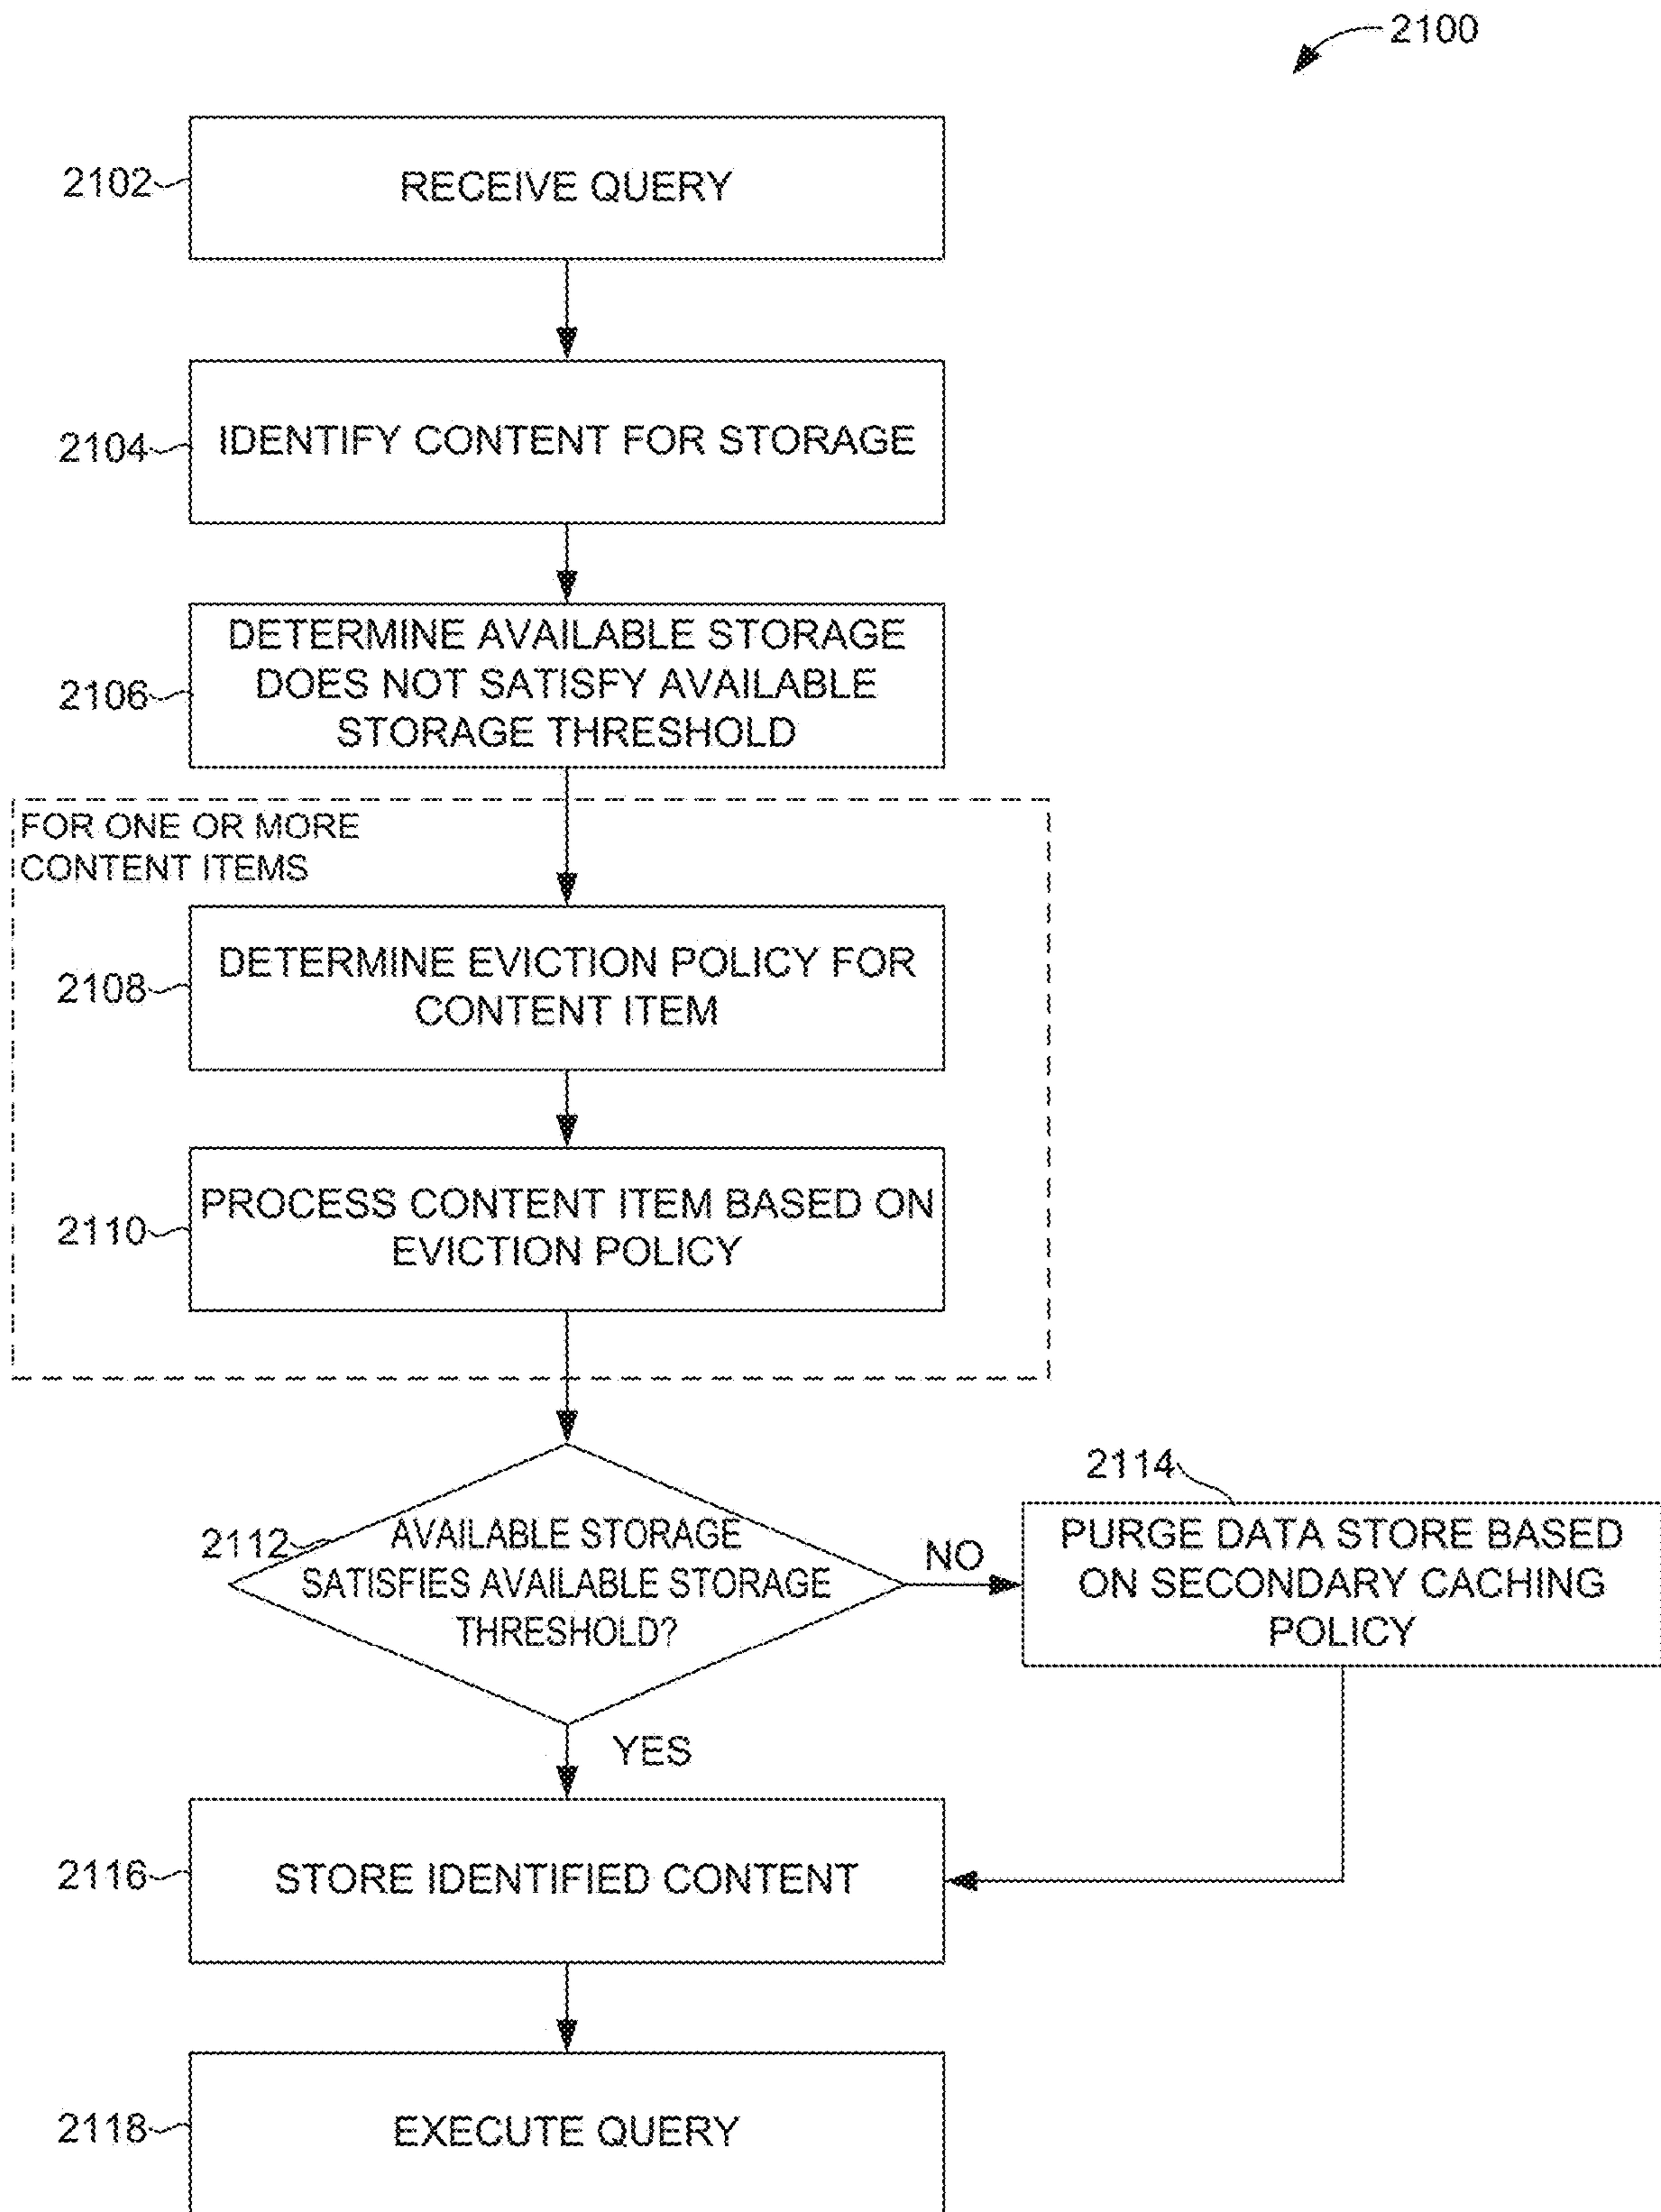 2100
2102
RECEIVE QUERY
2104
IDENTIFY CONTENT FOR STORAGE
2106
DETERMINE AVAILABLE STORAGE
DOES NOT SATISFY AVAILABLE
STORAGE THRESHOLD
FOR ONE OR MORE
CONTENT ITEMS
2108
DETERMINE EVICTION POLICY FOR
CONTENT ITEM
2110
PROCESS CONTENT ITEM BASED ON
EVICTION POLICY
2112
AVAILABLE STORAGE
SATISFIES AVAILABLE STORAGE
THRESHOLD?
NO
2114
PURGE DATA STORE BASED
ON SECONDARY CACHING
POLICY
YES
2116
STORE IDENTIFIED CONTENT
2118
EXECUTE QUERY